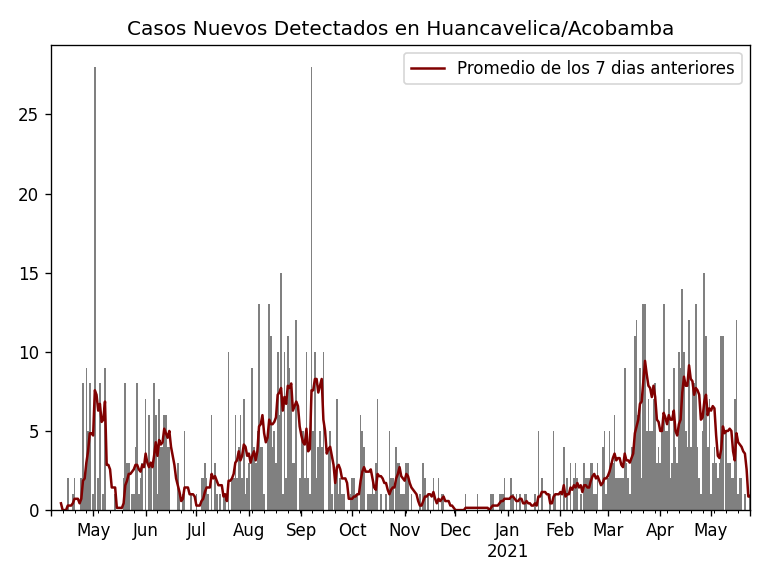 Casos Nuevos Detectados en Huancavelica/Acobamba
Promedio de los 7 dias anteriores
25
20
15
10
5
0
May Jun Jul Aug Sep Oct Nov Dec Jan Feb Mar Apr May
2021